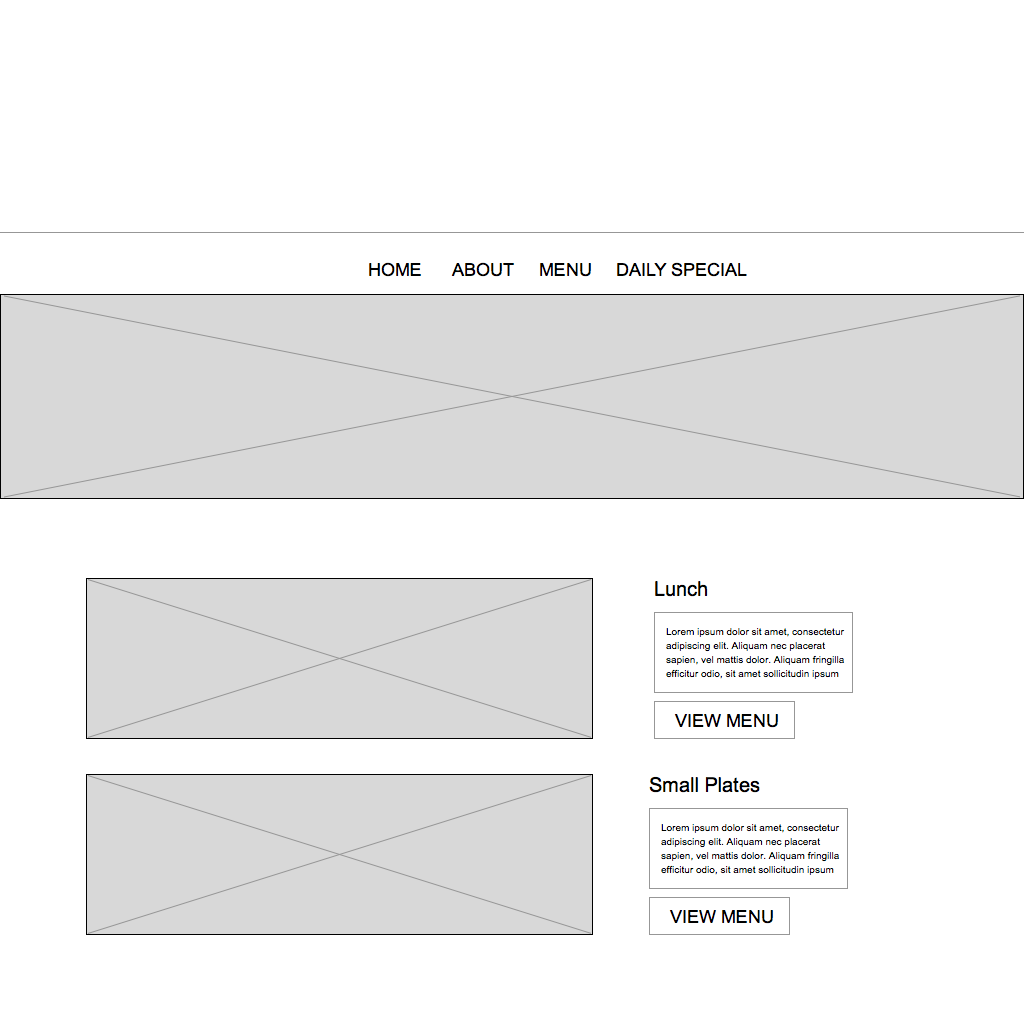 HOME ABOUT MENU DAILY SPECIAL
Lunch
Lorem ipsum dolor sit amet, consectetur
adipiscing elit. Aliquam nec placerat
sapien, vel mattis dolor. Aliquam fringilla
efficitur odio, sit amet sollicitudin ipsum
VIEW MENU
Small Plates
Lorem ipsum dolor sit amet, consectetur
adipiscing elit. Aliquam nec placerat
sapien, vel mattis dolor. Aliquam fringilla
efficitur odio, sit amet sollicitudin ipsum
VIEW MENU